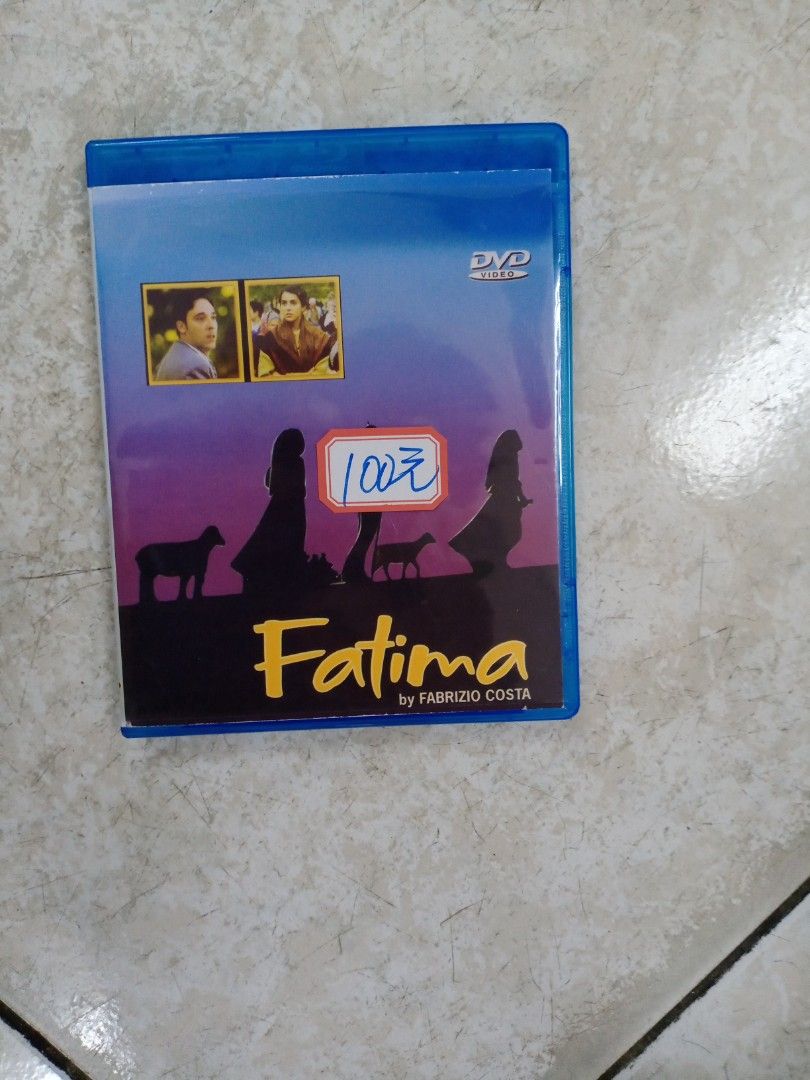 DVD
VIDEO
100元
Fatima
by FABRIZIO COSTA